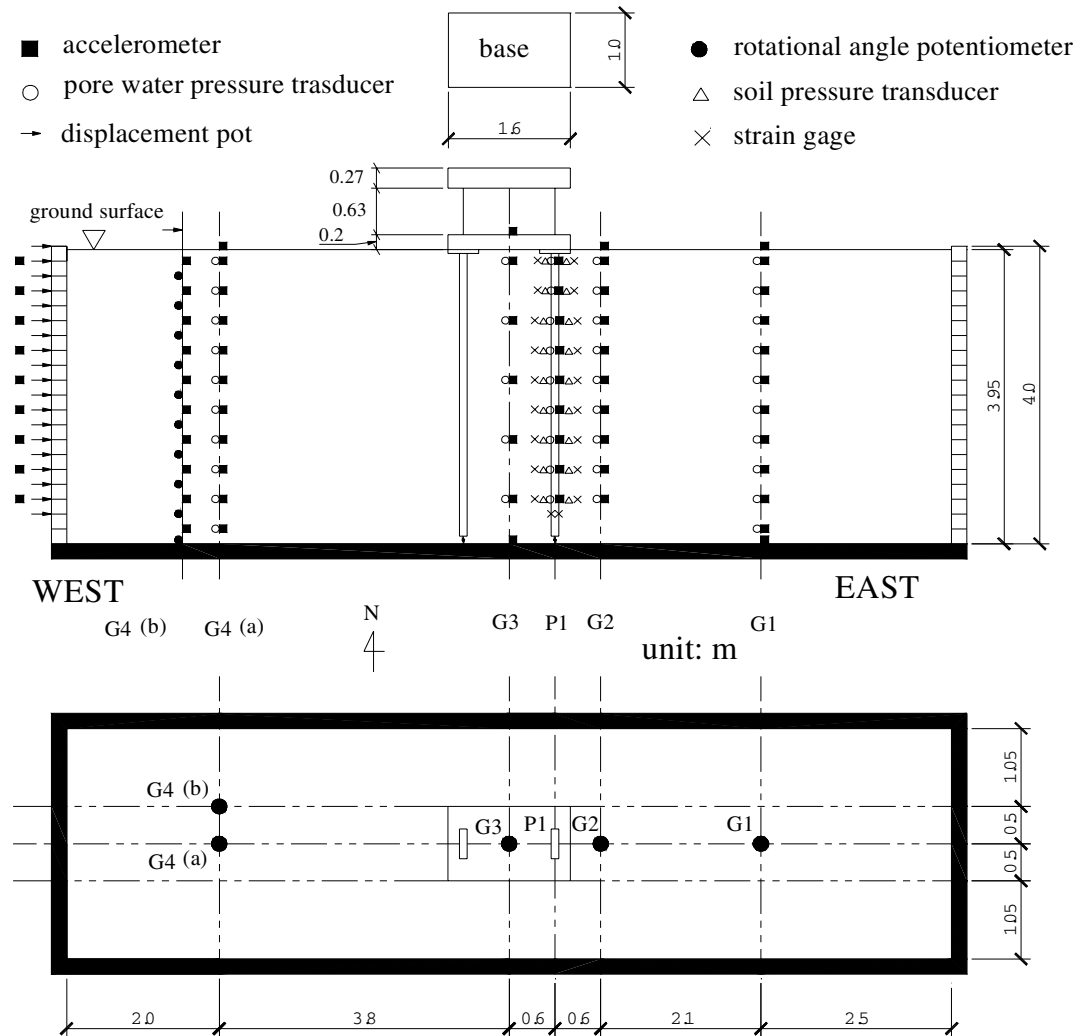 accelerometer
pore water pressure trasducer
displacement pot
base
1.0
1.6
rotational angle potentiometer
soil pressure transducer
strain gage
0.27
0.63
0.2
ground surface
3.95
4.0
WEST
EAST
G4 (b)
G4 (a)
N
G3
P1
G2
G1
unit: m
G4 (b)
G4 (a)
G3
P1
G2
G1
1.05
0.5
0.5
1.05
2.0
3.8
0.6
0.6
2.1
2.5